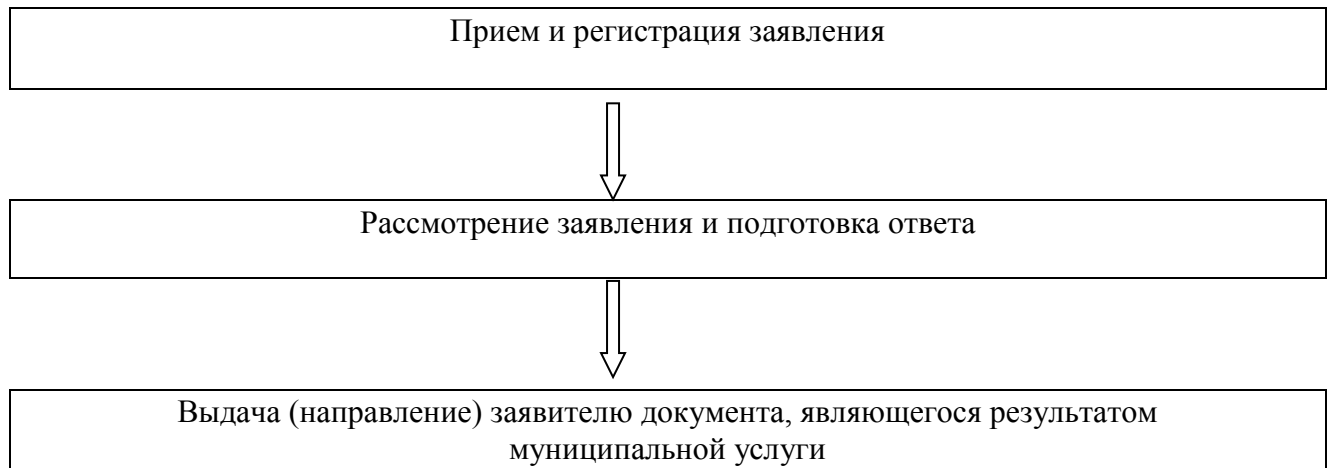 Прием и регистрация заявления
Рассмотрение заявления и подготовка ответа
Выдача (направление) заявителю документа, являющегося результатом
муниципальной услуги